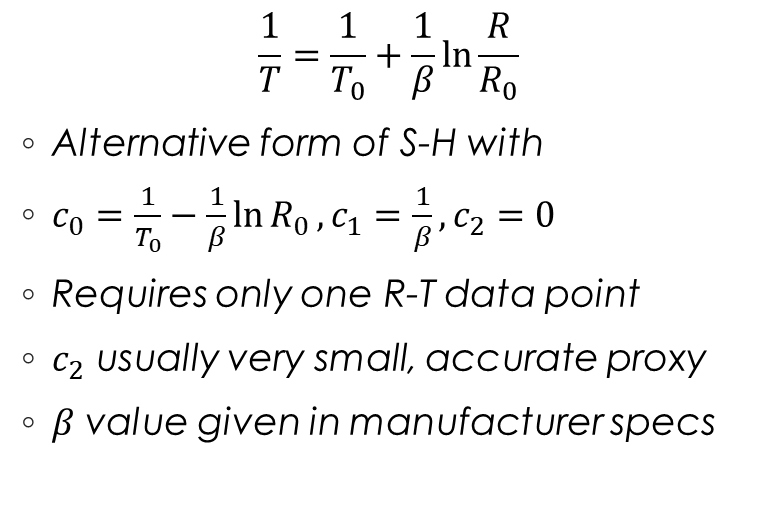 1/T = 1/T₀ + 1/β ln R/R₀
◦ Alternative form of S-H with
◦ c₀ = 1/T₀ − 1/β ln R₀ , c₁ = 1/β , c₂ = 0
◦ Requires only one R-T data point
◦ c₂ usually very small, accurate proxy
◦ β value given in manufacturer specs